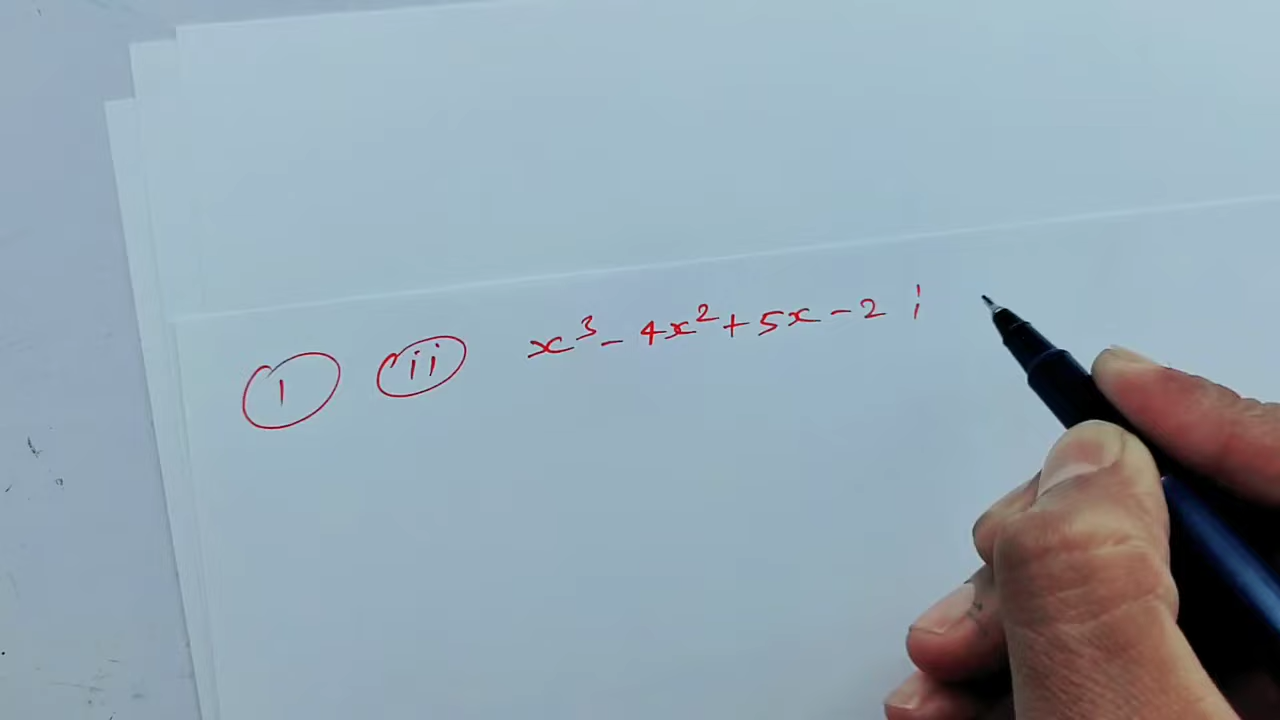 ① ⓘⓘ x³ - 4x² + 5x - 2 ;